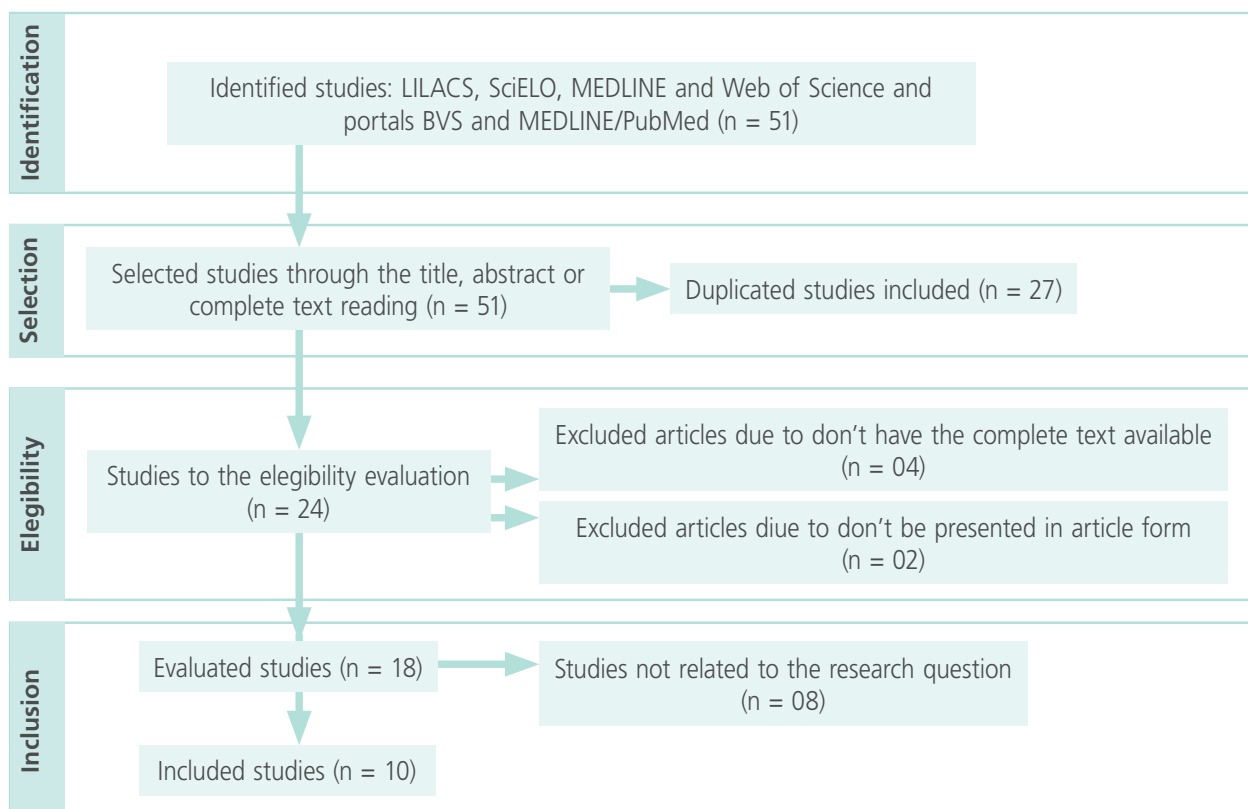 Identification
Identified studies: LILACS, SciELO, MEDLINE and Web of Science and
portals BVS and MEDLINE/PubMed (n = 51)
Selection
Selected studies through the title, abstract or
complete text reading (n = 51)
Duplicated studies included (n = 27)
Elegibility
Studies to the elegibility evaluation
(n = 24)
Excluded articles due to don't have the complete text available
(n = 04)
Excluded articles diue to don't be presented in article form
(n = 02)
Inclusion
Evaluated studies (n = 18)
Studies not related to the research question
(n = 08)
Included studies (n = 10)